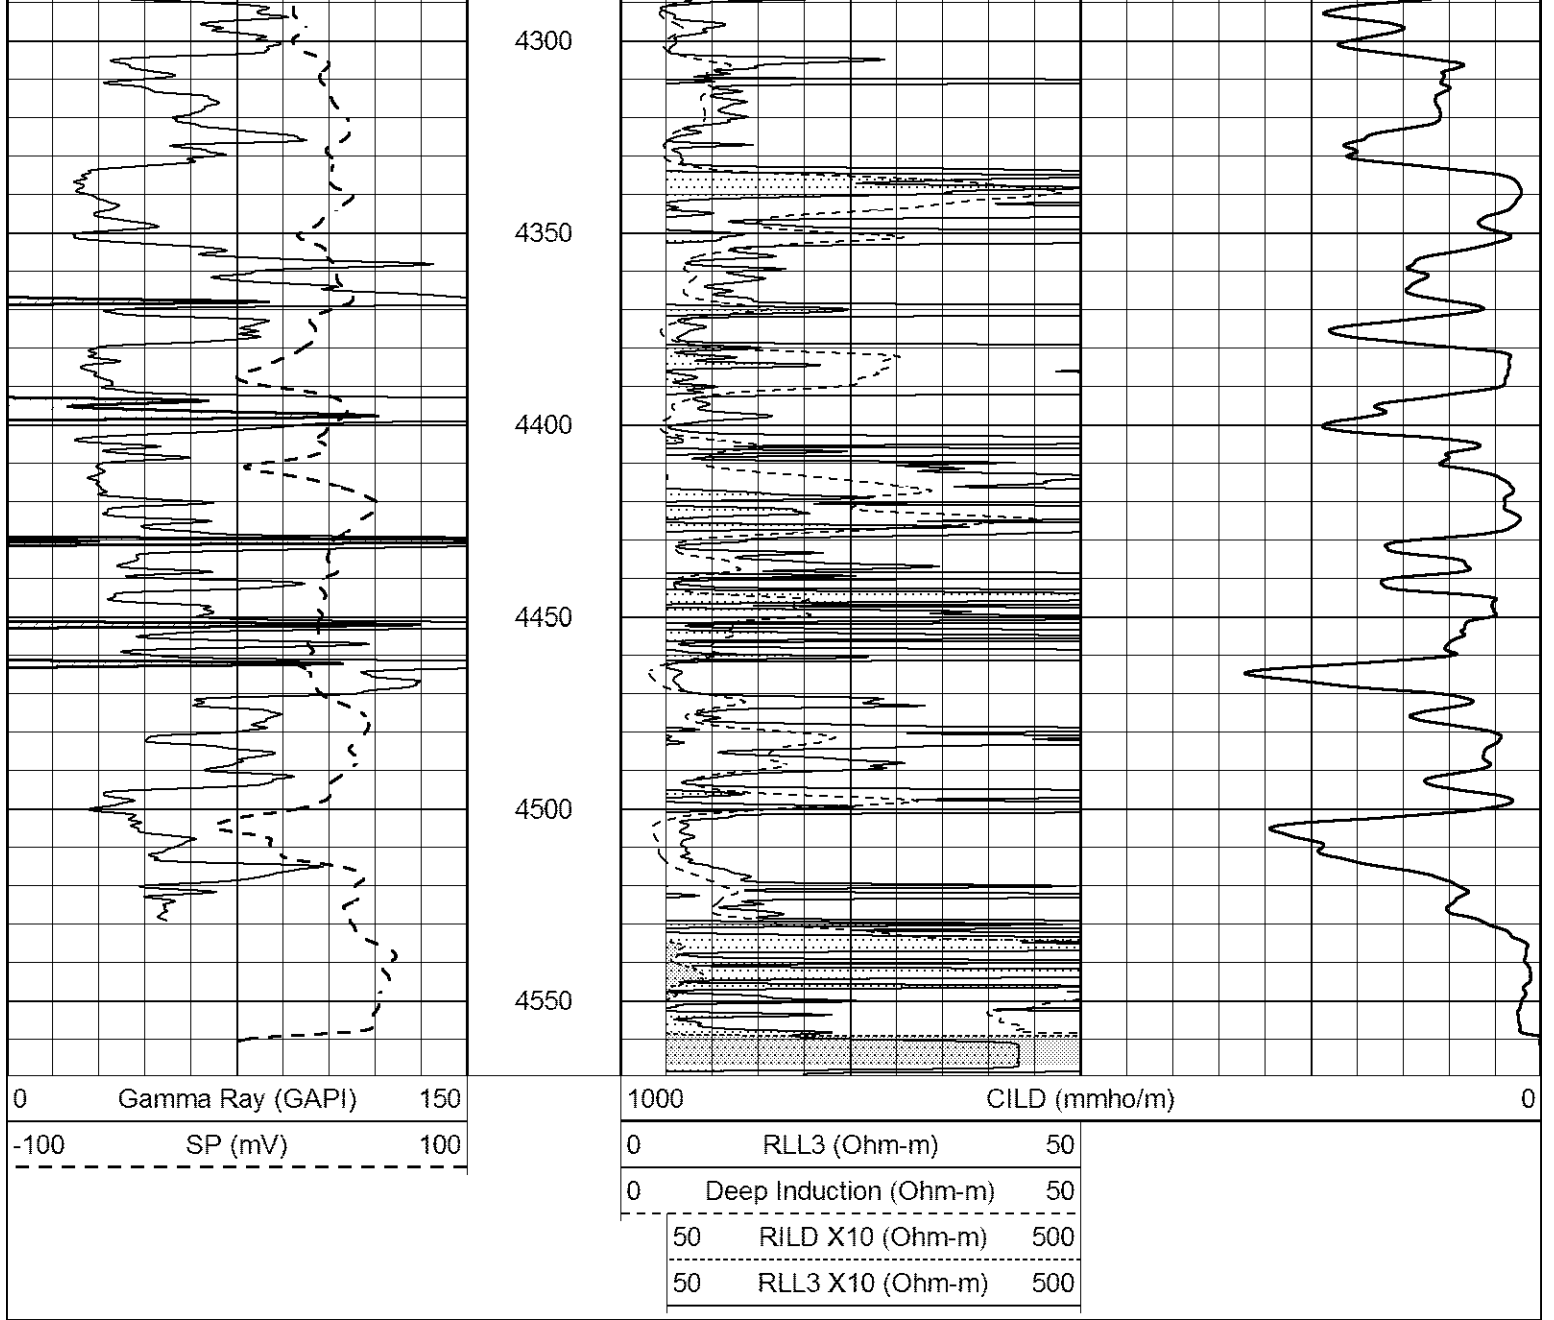 4300
4350
4400
4450
4500
4550
0 Gamma Ray (GAPI) 150
-100 SP (mV) 100
1000 CILD (mmho/m) 0
0 RLL3 (Ohm-m) 50
0 Deep Induction (Ohm-m) 50
50 RILD X10 (Ohm-m) 500
50 RLL3 X10 (Ohm-m) 500